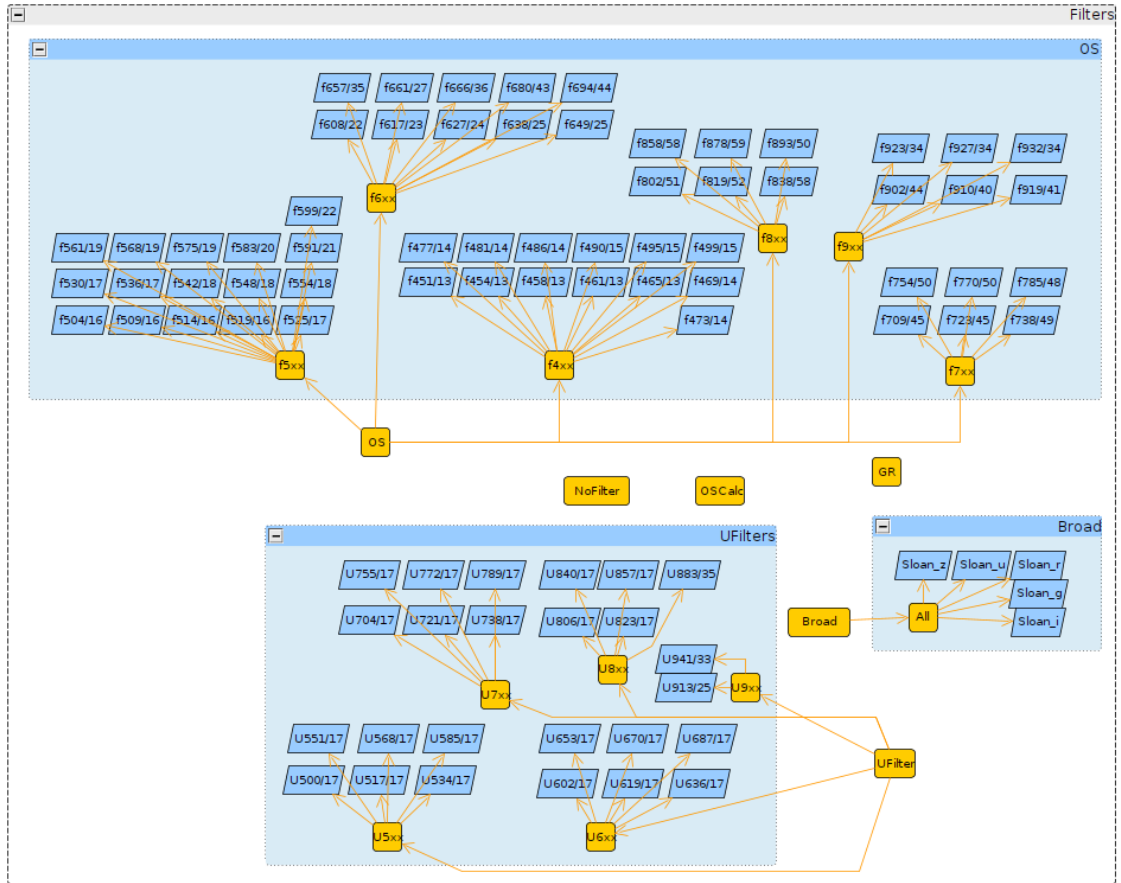 Filters
OS
f657/35 f661/27 f666/36 f680/43 f694/44
f608/22 f617/23 f627/24 f638/25 f649/25
f858/58 f878/59 f893/50
f923/34 f927/34 f932/34
f802/51 f819/52 f838/58
f902/44 f910/40 f919/41
f6xx
f599/22
f8xx
f9xx
f561/19 f568/19 f575/19 f583/20 f591/21
f477/14 f481/14 f486/14 f490/15 f495/15 f499/15
f530/17 f536/17 f542/18 f548/18 f554/18
f451/13 f454/13 f458/13 f461/13 f465/13 f469/14
f754/50 f770/50 f785/48
f504/16 f509/16 f514/16 f519/16 f525/17
f473/14
f709/45 f723/45 f738/49
f5xx
f4xx
f7xx
OS
GR
NoFilter
OSCalc
UFilters
Broad
U755/17 U772/17 U789/17
U840/17 U857/17 U883/35
Sloan_z Sloan_u Sloan_r
Sloan_g
U704/17 U721/17 U738/17
U806/17 U823/17
Broad
All
Sloan_i
U941/33
U8xx
U913/25
U9xx
U7xx
U551/17 U568/17 U585/17
U653/17 U670/17 U687/17
UFilter
U500/17 U517/17 U534/17
U602/17 U619/17 U636/17
U5xx
U6xx